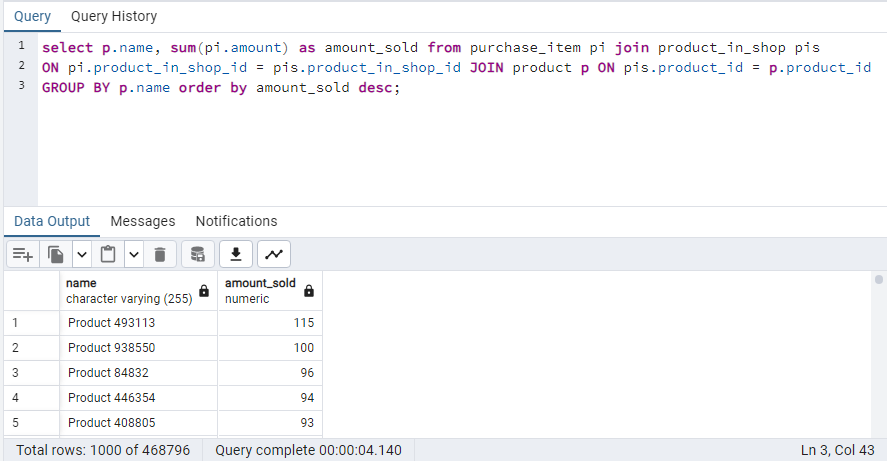 Query Query History
1 select p.name, sum(pi.amount) as amount_sold from purchase_item pi join product_in_shop pis
2 ON pi.product_in_shop_id = pis.product_in_shop_id JOIN product p ON pis.product_id = p.product_id
3 GROUP BY p.name order by amount_sold desc;
Data Output Messages Notifications
name amount_sold
character varying (255) numeric
1 Product 493113 115
2 Product 938550 100
3 Product 84832 96
4 Product 446354 94
5 Product 408805 93
Total rows: 1000 of 468796 Query complete 00:00:04.140 Ln 3, Col 43